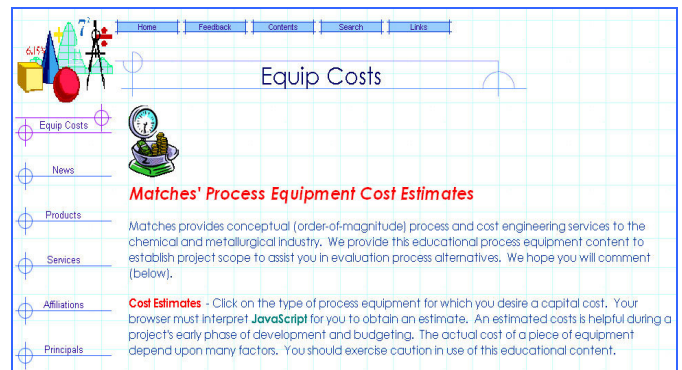 Home Feedback Contents Search Links
7²
6.15%
Equip Costs
Equip Costs
News
Products
Services
Affiliations
Principals
Matches' Process Equipment Cost Estimates
Matches provides conceptual (order-of-magnitude) process and cost engineering services to the
chemical and metallurgical industry. We provide this educational process equipment content to
establish project scope to assist you in evaluation process alternatives. We hope you will comment
(below).
Cost Estimates - Click on the type of process equipment for which you desire a capital cost. Your
browser must interpret JavaScript for you to obtain an estimate. An estimated costs is helpful during a
project's early phase of development and budgeting. The actual cost of a piece of equipment
depend upon many factors. You should exercise caution in use of this educational content.